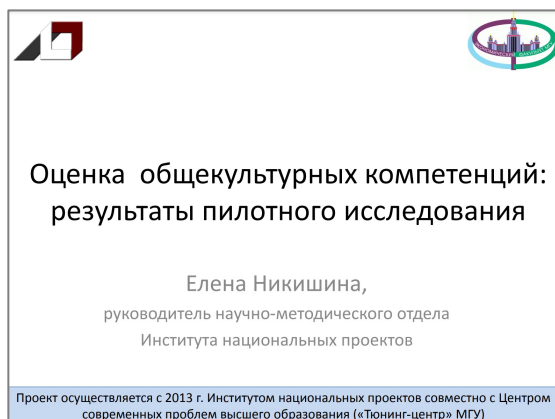 Оценка общекультурных компетенций:
результаты пилотного исследования
Елена Никишина,
руководитель научно-методического отдела
Института национальных проектов
Проект осуществляется с 2013 г. Институтом национальных проектов совместно с Центром
современных проблем высшего образования («Тюнинг-центр» МГУ)